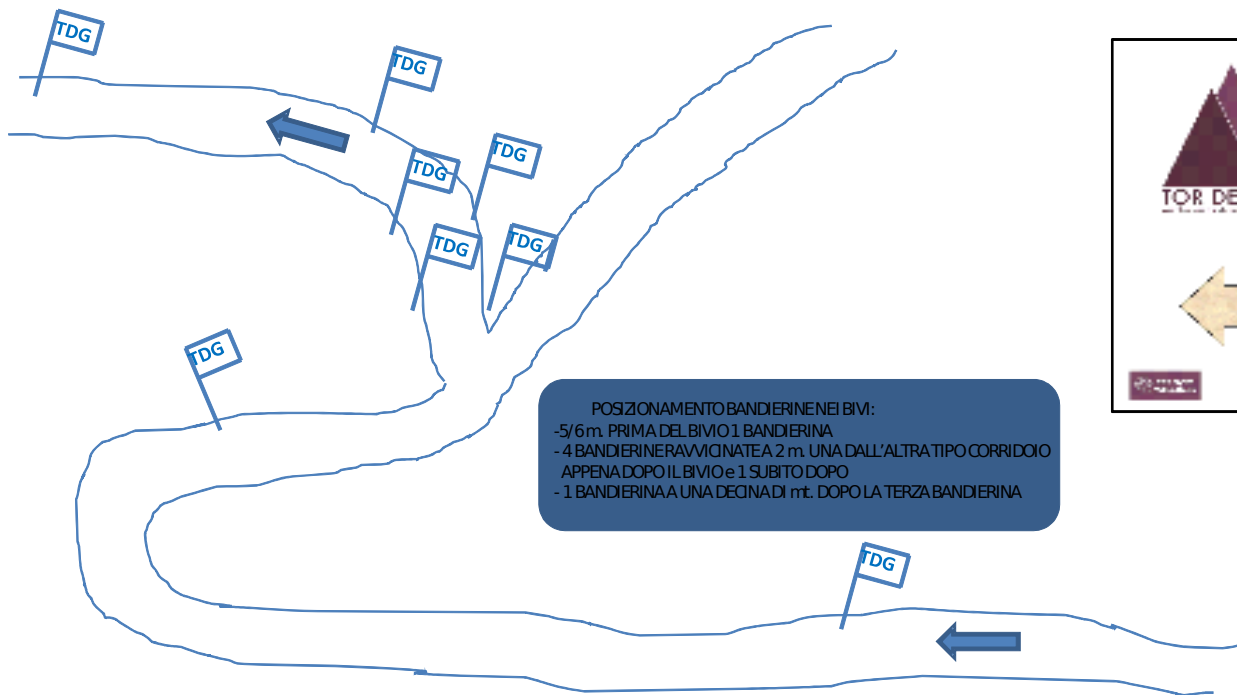 TDG
TDG
TDG
TDG
TDG
TDG
TDG
TDG
TOR DE
POSIZIONAMENTO BANDIERINE NEI BIVI:
-5/6 m. PRIMA DEL BIVIO 1 BANDIERINA
- 4 BANDIERINE RAVVICINATE A 2 m. UNA DALL'ALTRA TIPO CORRIDOIO
APPENA DOPO IL BIVIO e 1 SUBITO DOPO
- 1 BANDIERINA A UNA DECINA DI mt. DOPO LA TERZA BANDIERINA